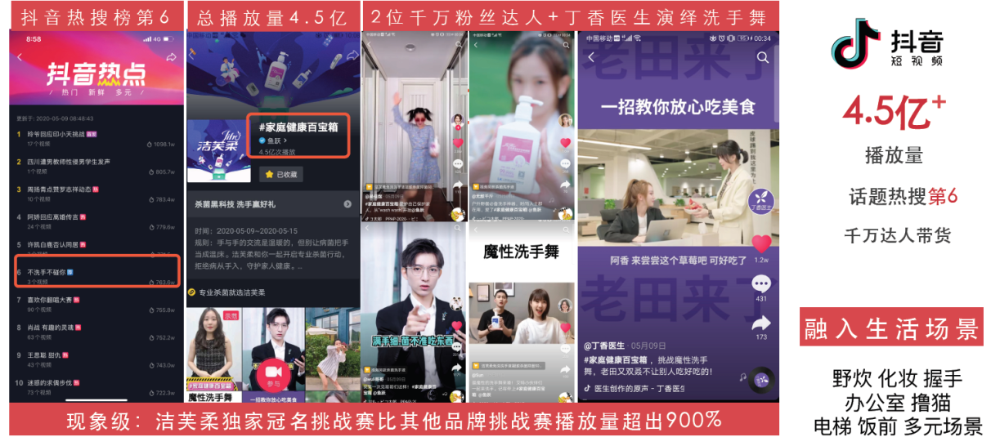 抖音热搜榜第6
总播放量4.5亿
2位千万粉丝达人+丁香医生演绎洗手舞
8:58
4G
抖音热点
热门 新鲜 多元
更新于: 2020-05-09 08:48:43
1 玲爷回应印小天挑战
17个视频
1098.1w
2 四川遭男教师性侵男学生发声
1个视频
805.7w
3 周扬青点赞罗志祥动态 热
10个视频
783.4w
4 阿娇回应离婚传言 热
24个视频
779.6w
5 许凯白鹿否认同居 热
6 不洗手不碰你
3个视频
763.6w
7 喜欢你翻唱大赛 热
90个视频
755.8w
8 肖战 有趣的灵魂 热
63个视频
752.2w
9 王思聪 甜仇 热
43个视频
743.0w
10 迷惑的求偶步伐 热
73个视频
722.3w
洁芙柔
#家庭健康百宝箱
鱼跃
4.5亿次播放
已收藏
杀菌黑科技 洗手赢好礼
时间：2020-05-09~2020-05-15
规则：手与手的交流是温暖的，但别让病菌把手
当成温床。洁芙柔和你一起开启专业杀菌行动，
拒绝病从手入，守护家人健康。...
专业杀菌就选洁芙柔
示范
参与
魔性洗手舞
一招教你放心吃美食
满手细菌不准吃东西
魔性洗手舞
中国移动
00:34
老田来了
一招教你放心吃美食
丁香医生
阿香 来尝尝这个草莓吧 可好吃了
1.2w
431
老田来了
173
@丁香医生 05月09日
#家庭健康百宝箱，挑战魔性洗手
舞，老田又双叒不让别人吃好吃的！
医生创作的原声 - 丁香医生
现象级：洁芙柔独家冠名挑战赛比其他品牌挑战赛播放量超出900%
抖音
短视频
4.5亿+
播放量
话题热搜第6
千万达人带货
融入生活场景
野炊 化妆 握手
办公室 撸猫
电梯 饭前 多元场景